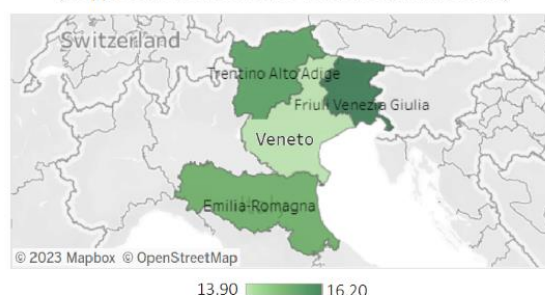 Switzerland
Trentino Alto Adige
Friuli Venezia Giulia
Veneto
Emilia-Romagna
© 2023 Mapbox © OpenStreetMap
13.90 16.20